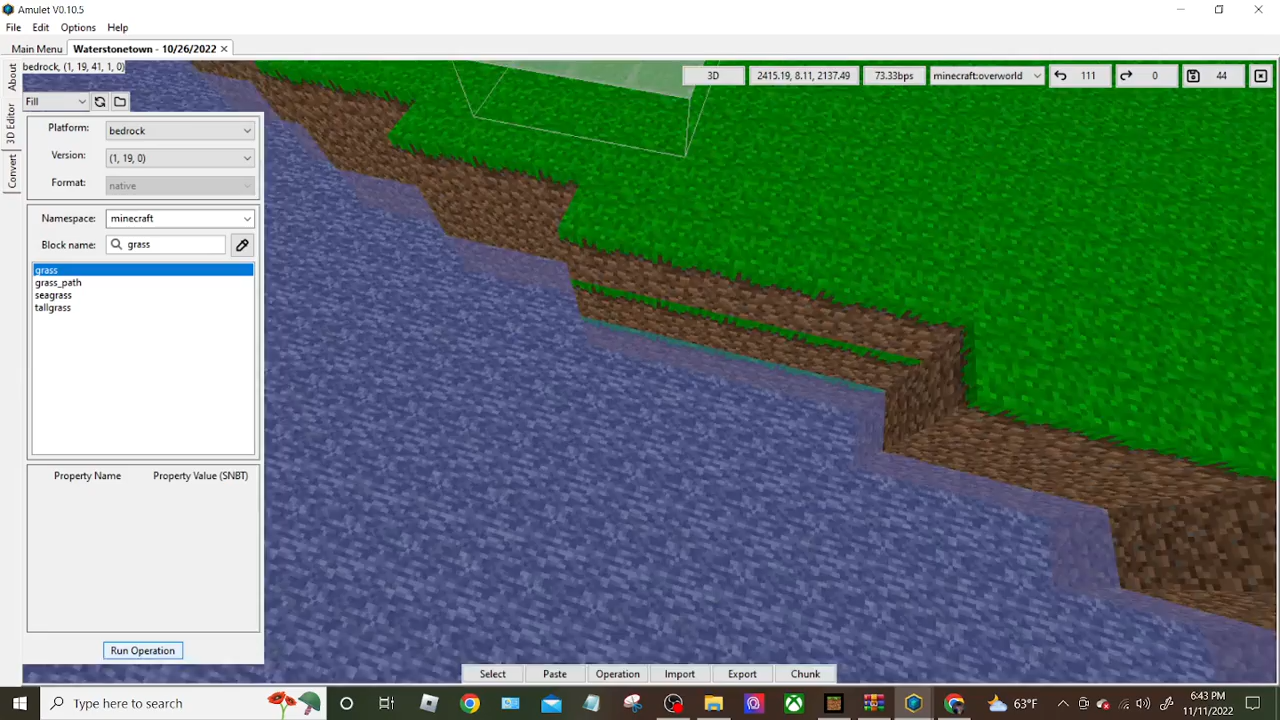 Amulet V0.10.5
File Edit Options Help
Main Menu Waterstonetown - 10/26/2022
bedrock, (1, 19, 41, 1, 0)
3D 2415.19, 8.11, 2137.49 73.33bps minecraft:overworld 111 0 44
About
3D Editor
Convert
Fill
Platform: bedrock
Version: (1, 19, 0)
Format: native
Namespace: minecraft
Block name: grass
grass
grass_path
seagrass
tallgrass
Property Name Property Value (SNBT)
Run Operation
Select Paste Operation Import Export Chunk
Type here to search
63°F
6:43 PM
11/11/2022